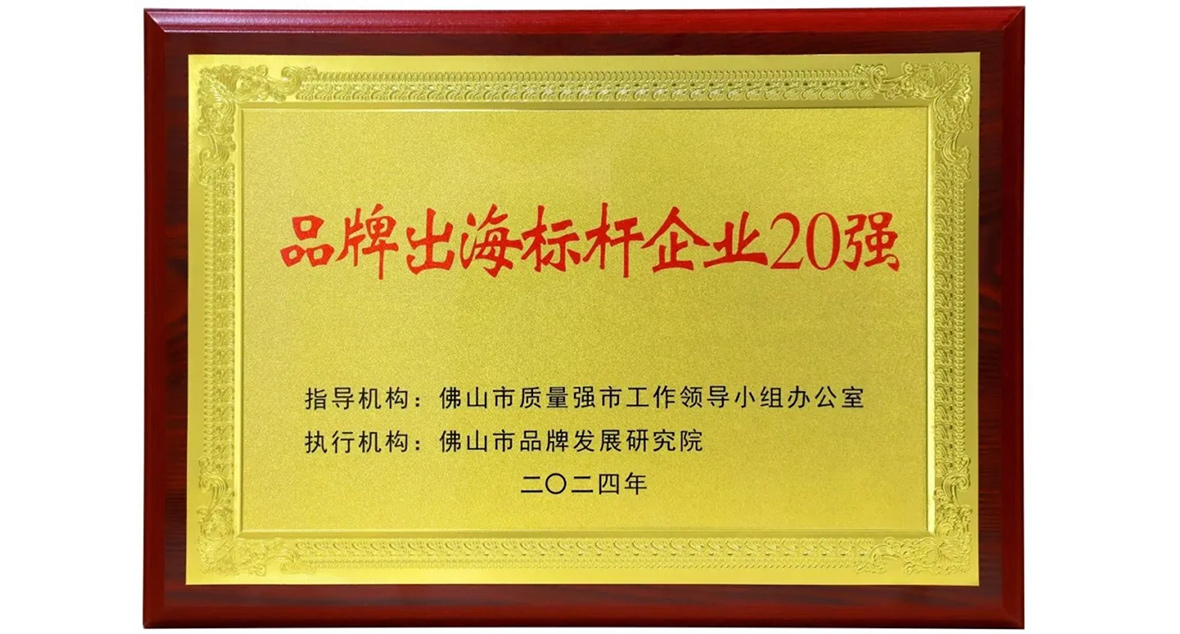 品牌出海标杆企业20强
指导机构：佛山市质量强市工作领导小组办公室
执行机构：佛山市品牌发展研究院
二〇二四年